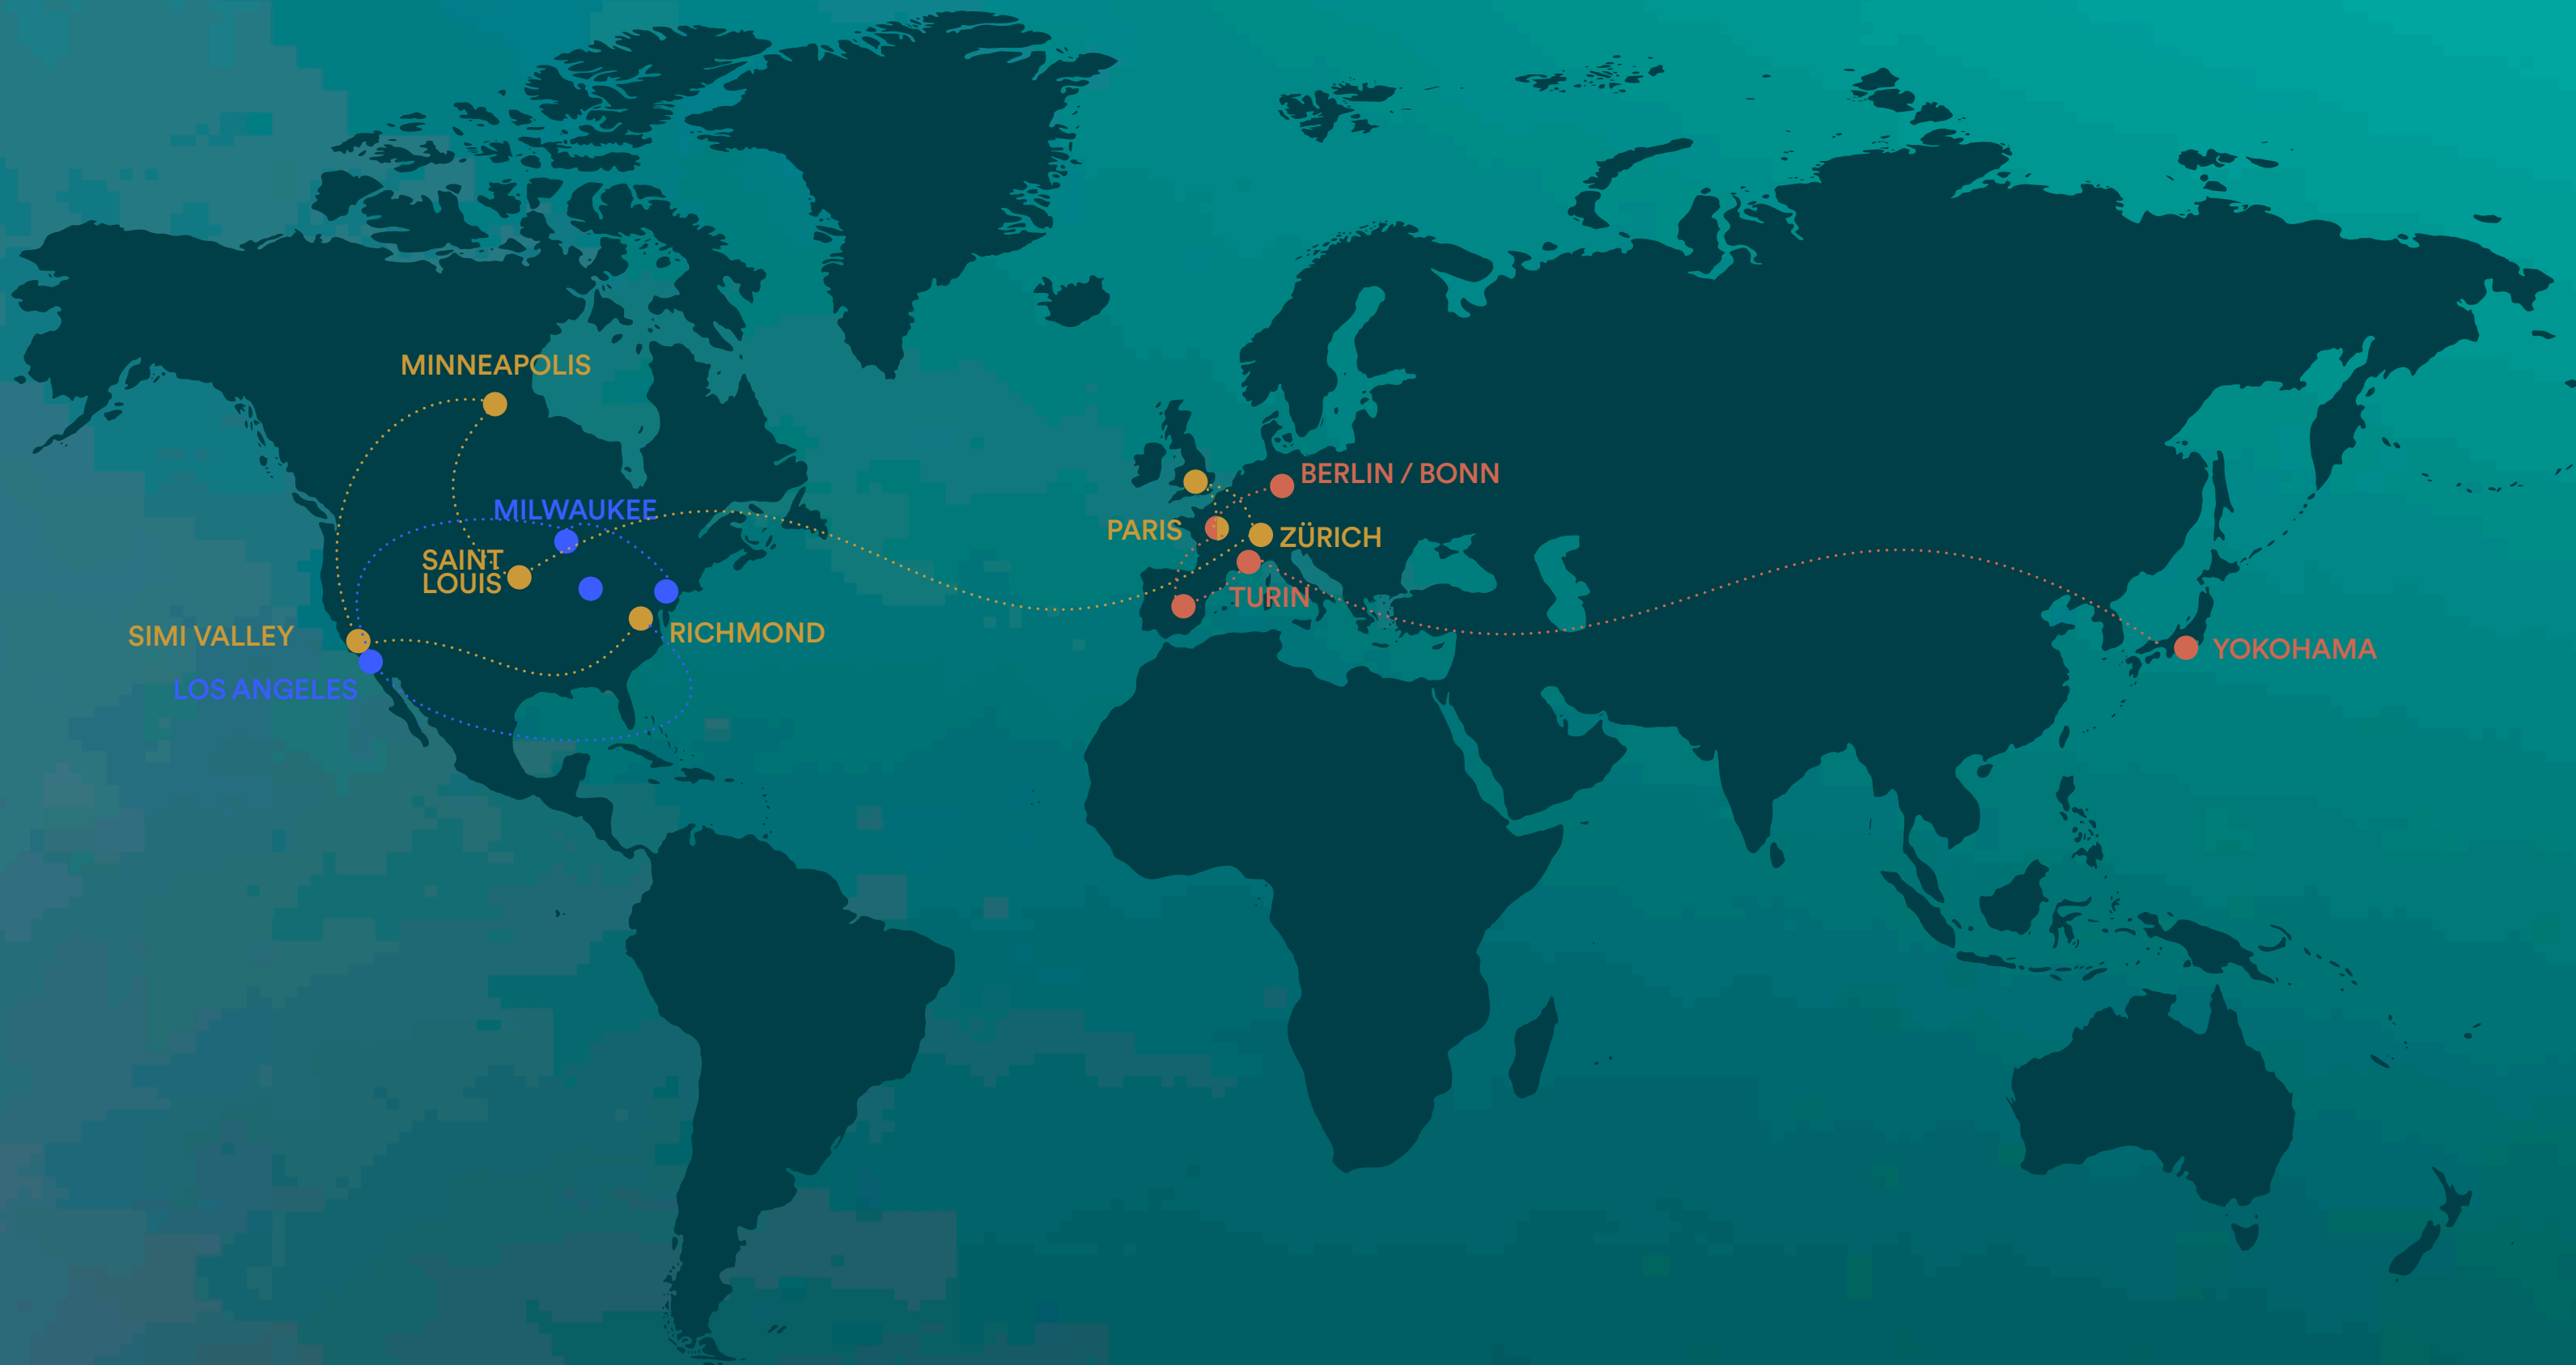 MINNEAPOLIS
BERLIN / BONN
MILWAUKEE
PARIS
ZÜRICH
SAINT
LOUIS
TURIN
SIMI VALLEY
RICHMOND
YOKOHAMA
LOS ANGELES